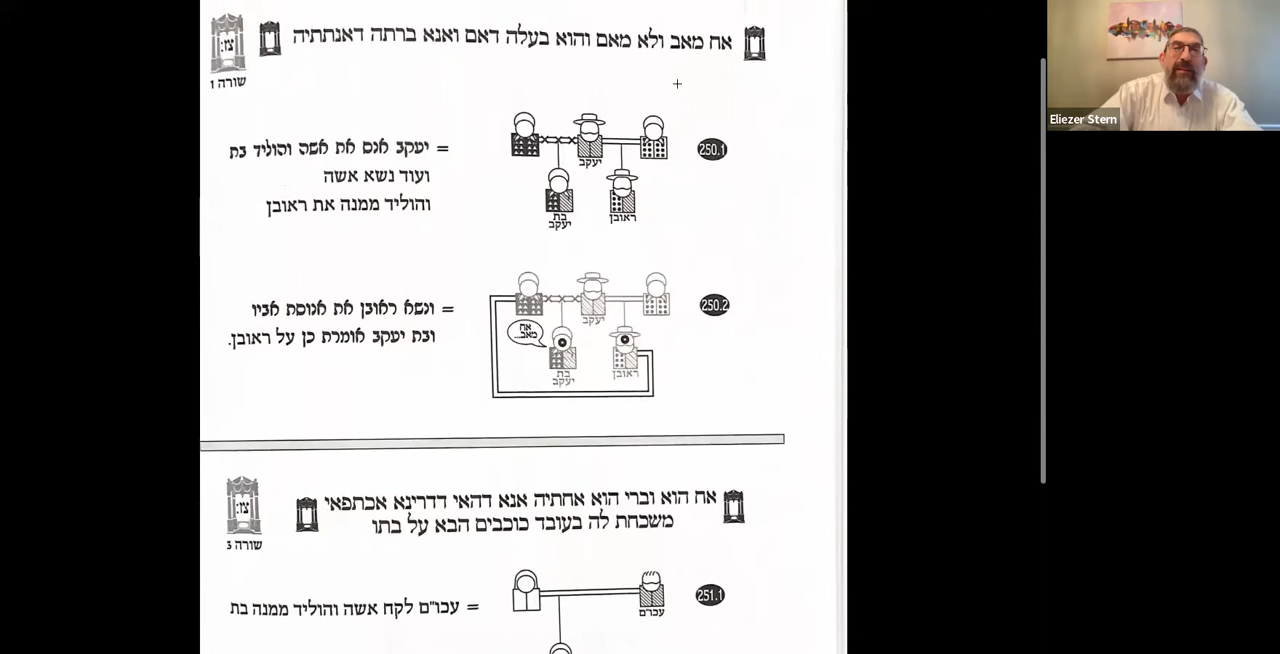 אח מאב ולא מאם והוא בעלה דאם ואנא ברתה דאנתתיה
צז:
שורה 1
250.1
יעקב
ראובן
בת
יעקב
= יעקב אנס את אשה והוליד בת
ועוד נשא אשה
והוליד ממנה את ראובן
250.2
יעקב
אח
מאב...
ראובן
בת
יעקב
= ונשא ראובן את אנוסת אביו
ובת יעקב אומרת כן על ראובן.
אח הוא וברי הוא אחתיה אנא דהאי דדרינא אכתפאי
משכחת לה בעובד כוכבים הבא על בתו
צז:
שורה 3
251.1
עכו"ם
= עכו"ם לקח אשה והוליד ממנה בת
Eliezer Stern